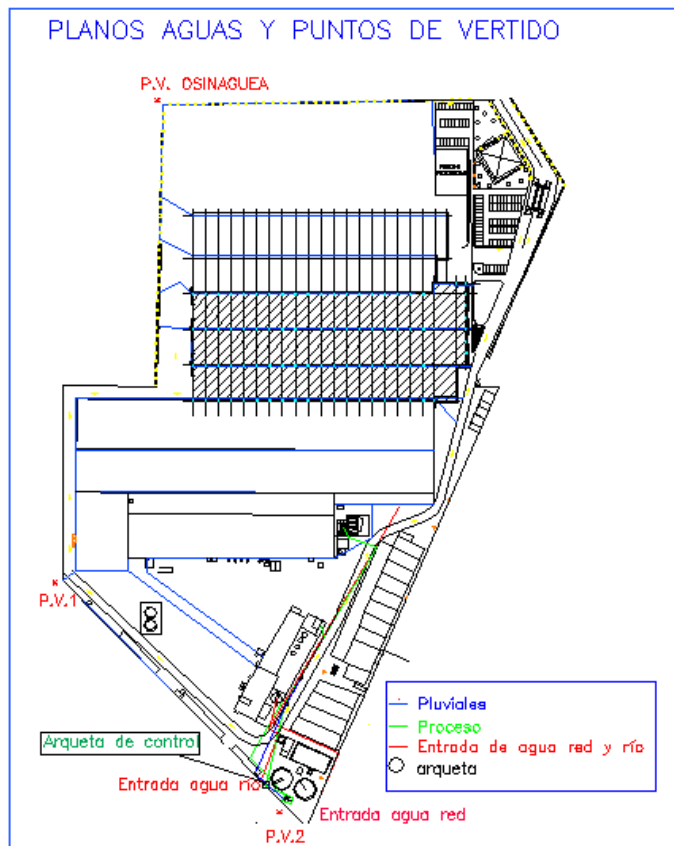 PLANOS AGUAS Y PUNTOS DE VERTIDO
P.V. OSINAGUEA
P.V.1
Pluviales
Proceso
Entrada de agua red y río
arqueta
Arqueta de control
Entrada agua río
Entrada agua red
P.V.2